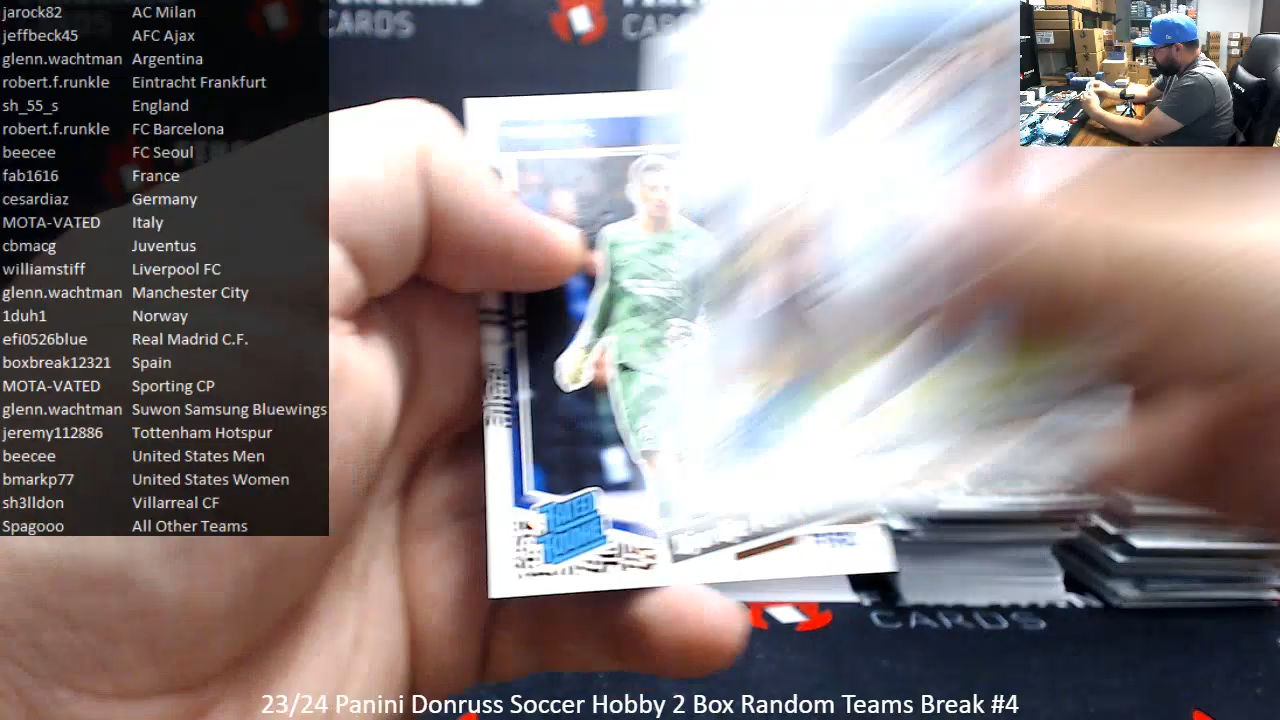 jarock82 AC Milan
jeffbeck45 AFC Ajax
glenn.wachtman Argentina
robert.f.runkle Eintracht Frankfurt
sh_55_s England
robert.f.runkle FC Barcelona
beecee FC Seoul
fab1616 France
cesardiaz Germany
MOTA-VATED Italy
cbmacg Juventus
williamstiff Liverpool FC
glenn.wachtman Manchester City
1duh1 Norway
efi0526blue Real Madrid C.F.
boxbreak12321 Spain
MOTA-VATED Sporting CP
glenn.wachtman Suwon Samsung Bluewings
jeremy112886 Tottenham Hotspur
beecee United States Men
bmarkp77 United States Women
sh3lldon Villarreal CF
Spagooo All Other Teams
CARDS
RATED
CARDS
23/24 Panini Donruss Soccer Hobby 2 Box Random Teams Break #4